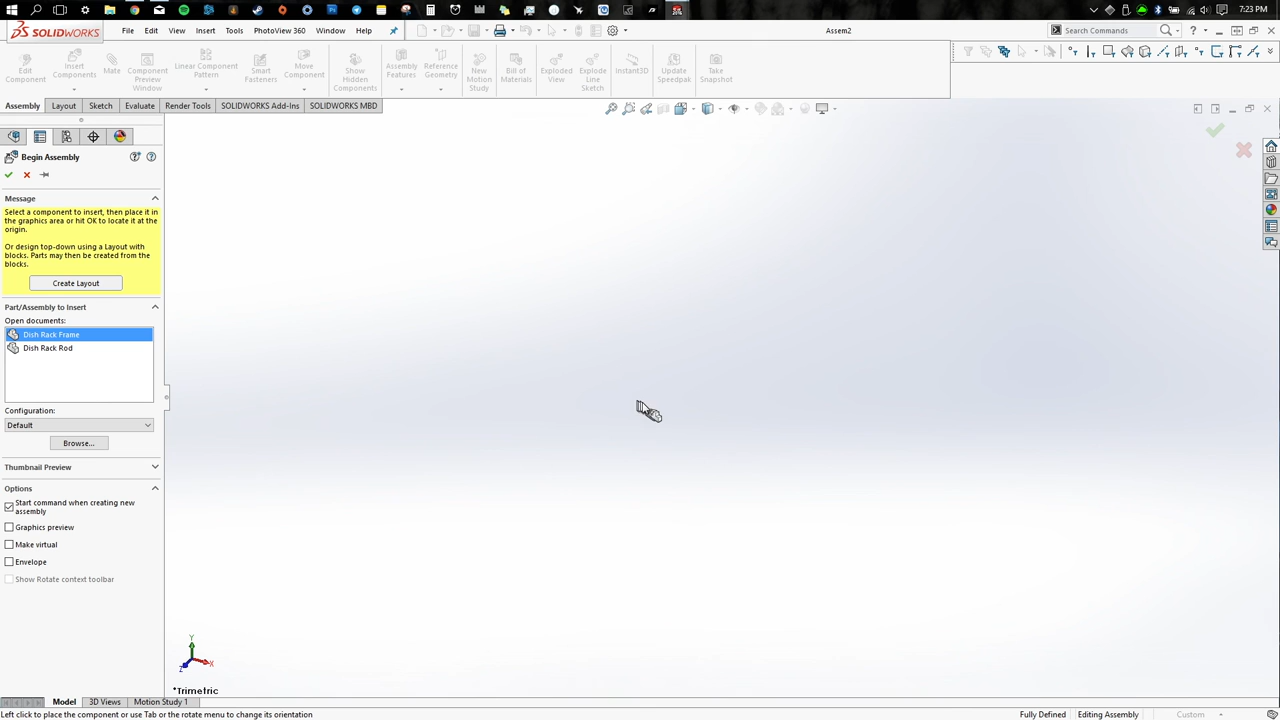 7:23 PM
SOLIDWORKS
File Edit View Insert Tools PhotoView 360 Window Help
Assem2
Search Commands
Edit Component
Insert Components
Mate
Component Preview Window
Linear Component Pattern
Smart Fasteners
Move Component
Show Hidden Components
Assembly Features
Reference Geometry
New Motion Study
Bill of Materials
Exploded View
Explode Line Sketch
Instant3D
Update Speedpak
Take Snapshot
Assembly Layout Sketch Evaluate Render Tools SOLIDWORKS Add-Ins SOLIDWORKS MBD
Begin Assembly
Message
Select a component to insert, then place it in
the graphics area or hit OK to locate it at the
origin.
Or design top-down using a Layout with
blocks. Parts may then be created from the
blocks.
Create Layout
Part/Assembly to Insert
Open documents:
Dish Rack Frame
Dish Rack Rod
Configuration:
Default
Browse...
Thumbnail Preview
Options
Start command when creating new
assembly
Graphics preview
Make virtual
Envelope
Show Rotate context toolbar
Y
Z
X
*Trimetric
Model 3D Views Motion Study 1
Left click to place the component or use Tab or the rotate menu to change its orientation
Fully Defined Editing Assembly Custom